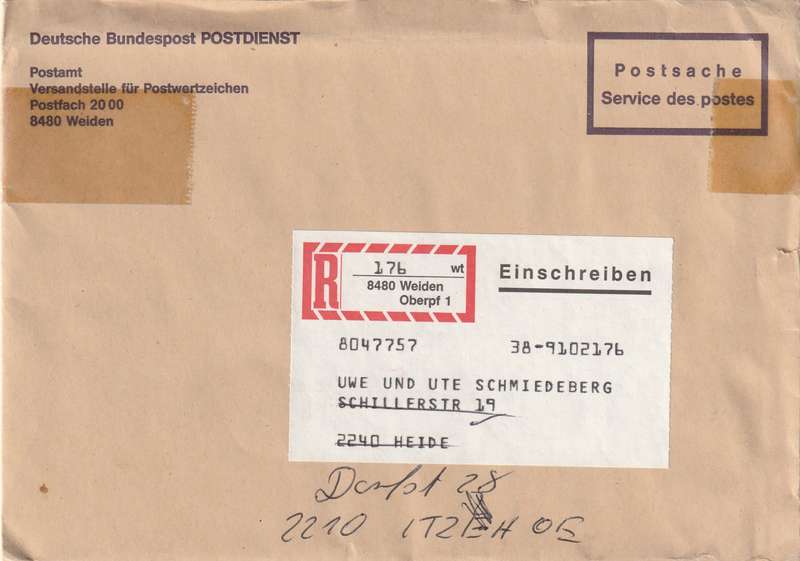 Deutsche Bundespost POSTDIENST
Postamt
Versandstelle für Postwertzeichen
Postfach 20 00
8480 Weiden
Postsache
Service des postes
R 176 wt
8480 Weiden
Oberpf 1
Einschreiben
8047757 38-9102176
UWE UND UTE SCHMIEDEBERG
SCHILLERSTR 19
2240 HEIDE
28
2210 ITZEHOE